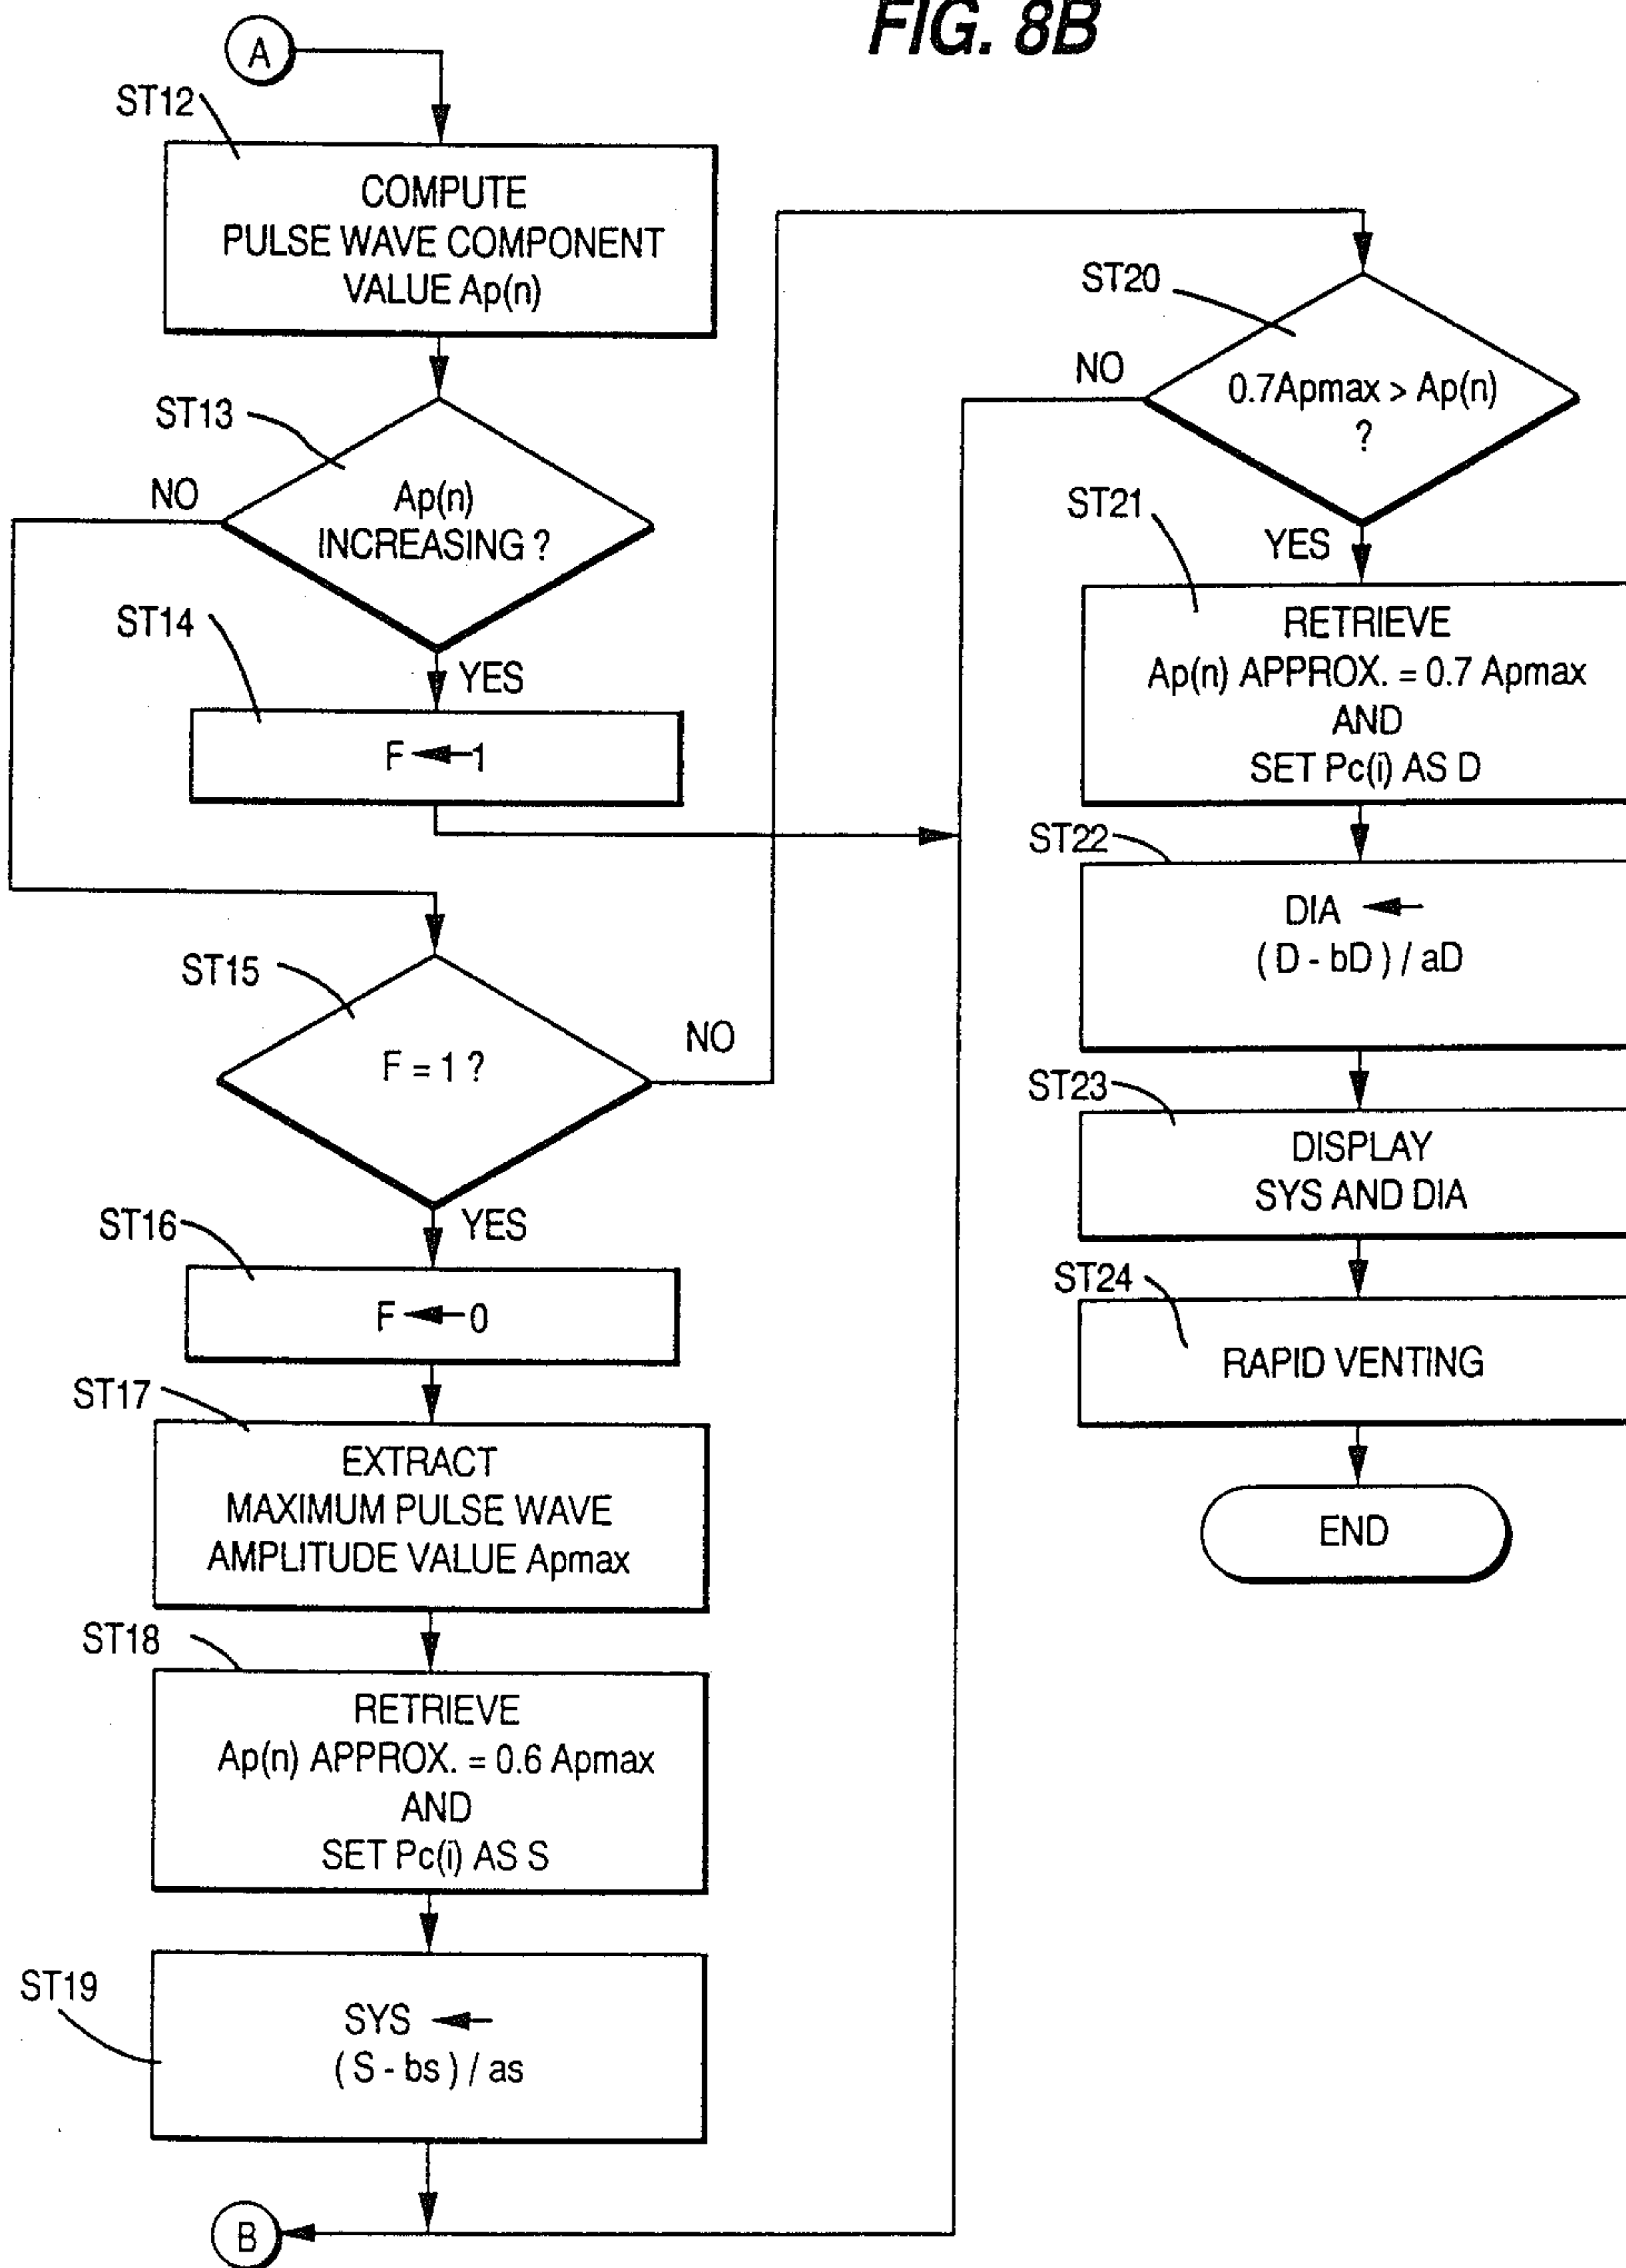 FIG. 8B
A
ST12
COMPUTE
PULSE WAVE COMPONENT
VALUE Ap(n)
ST13
NO
Ap(n)
INCREASING ?
YES
ST14
F ← 1
ST15
F = 1 ?
NO
YES
ST16
F ← 0
ST17
EXTRACT
MAXIMUM PULSE WAVE
AMPLITUDE VALUE Apmax
ST18
RETRIEVE
Ap(n) APPROX. = 0.6 Apmax
AND
SET Pc(i) AS S
ST19
SYS ←
( S - bs ) / as
B
ST20
NO
0.7Apmax > Ap(n)
?
YES
ST21
RETRIEVE
Ap(n) APPROX. = 0.7 Apmax
AND
SET Pc(i) AS D
ST22
DIA ←
( D - bD ) / aD
ST23
DISPLAY
SYS AND DIA
ST24
RAPID VENTING
END